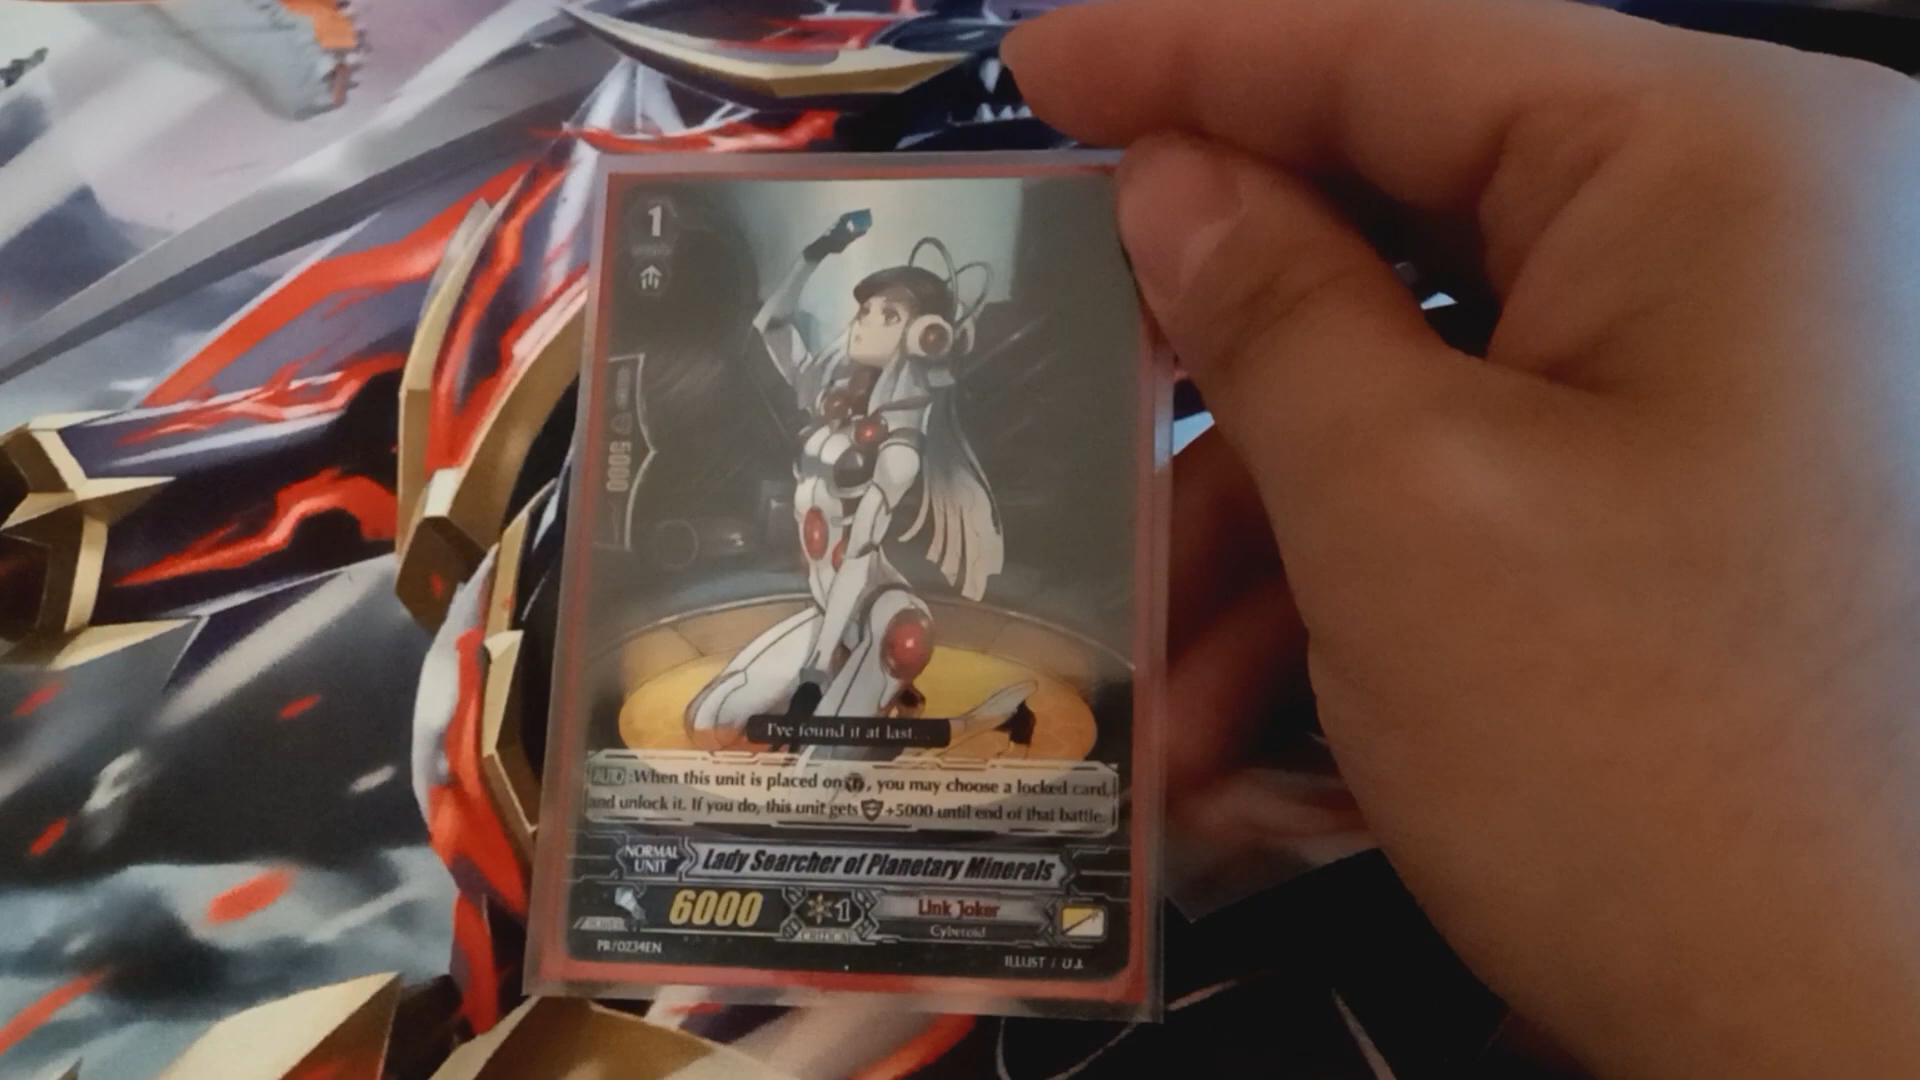 1
5000
I've found it at last...
AUTO :When this unit is placed on , you may choose a locked card,
and unlock it. If you do, this unit gets +5000 until end of that battle.
NORMAL
UNIT
Lady Searcher of Planetary Minerals
6000
1
Link Joker
POWER
CRITICAL
Cyberoid
PR/0234EN
ILLUST /